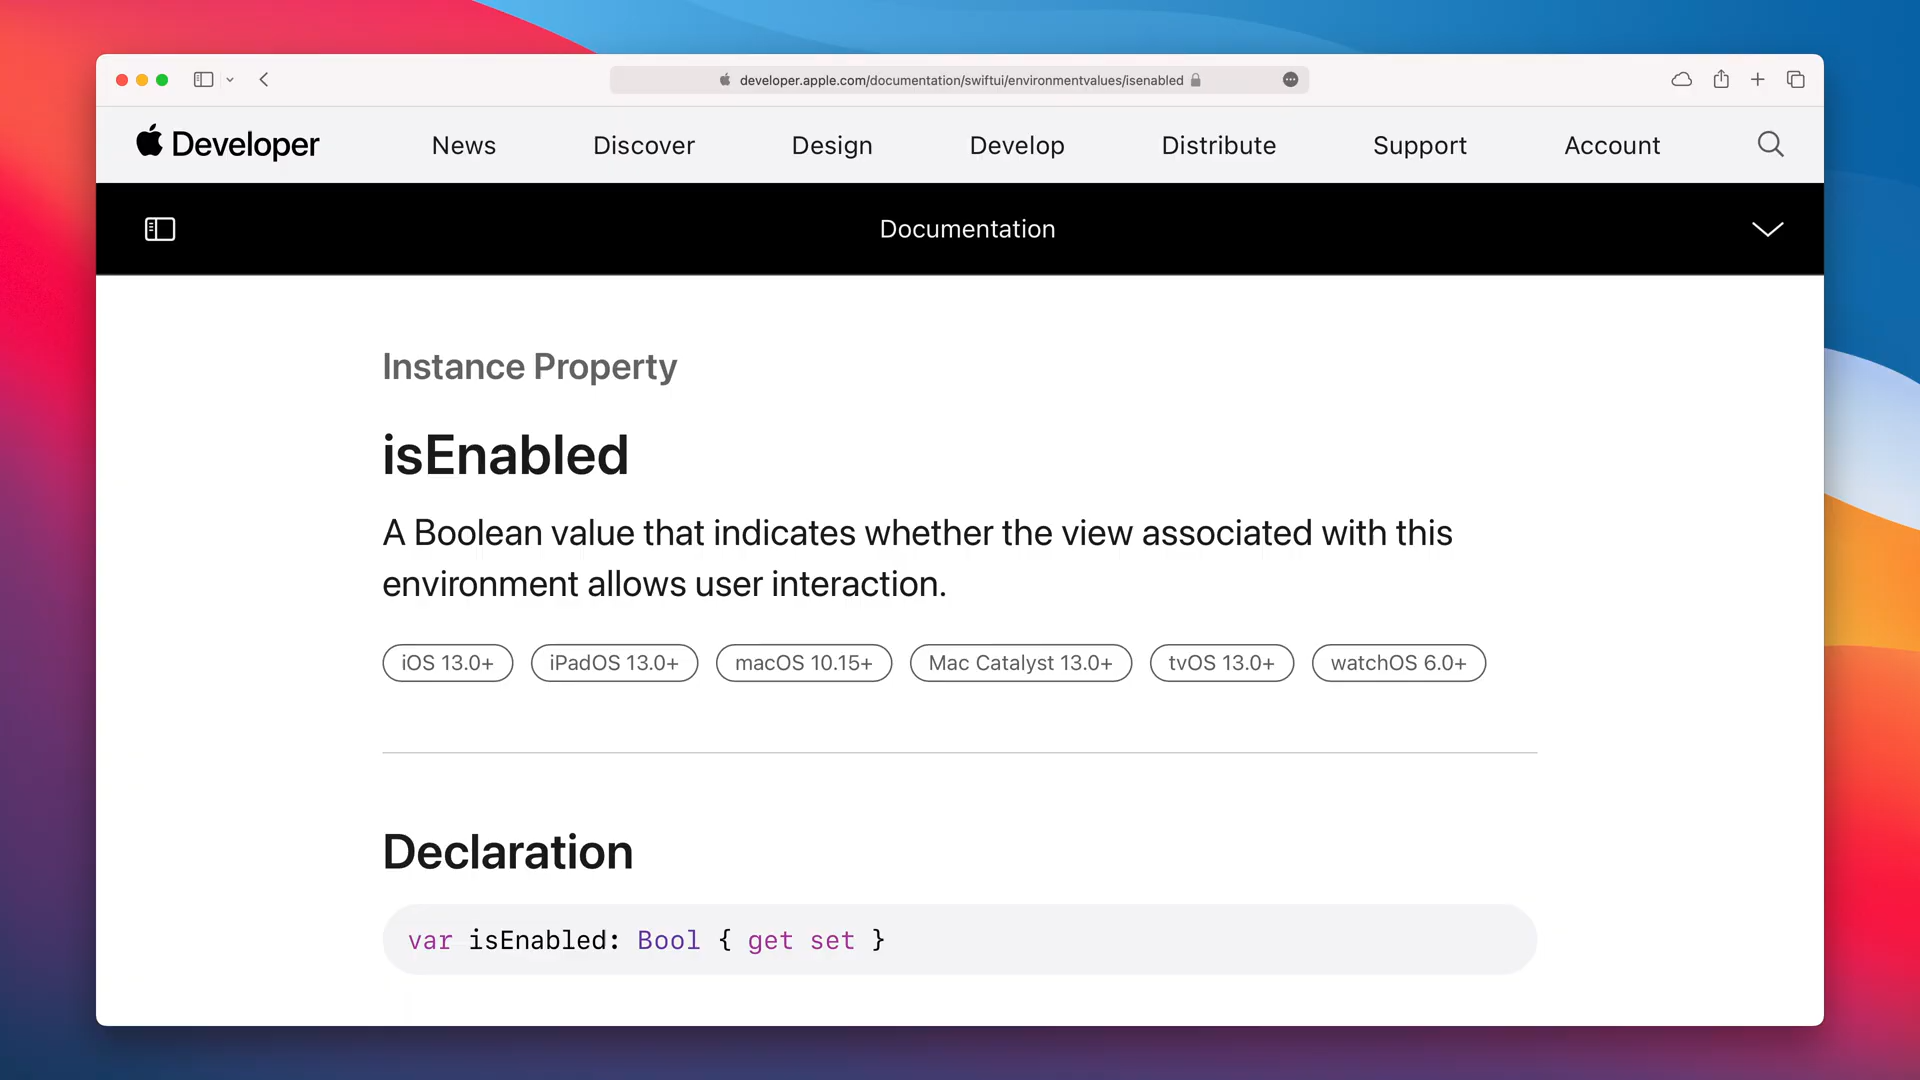 developer.apple.com/documentation/swiftui/environmentvalues/isenabled
Developer News Discover Design Develop Distribute Support Account
Documentation
Instance Property
isEnabled
A Boolean value that indicates whether the view associated with this
environment allows user interaction.
iOS 13.0+ iPadOS 13.0+ macOS 10.15+ Mac Catalyst 13.0+ tvOS 13.0+ watchOS 6.0+
Declaration
var isEnabled: Bool { get set }